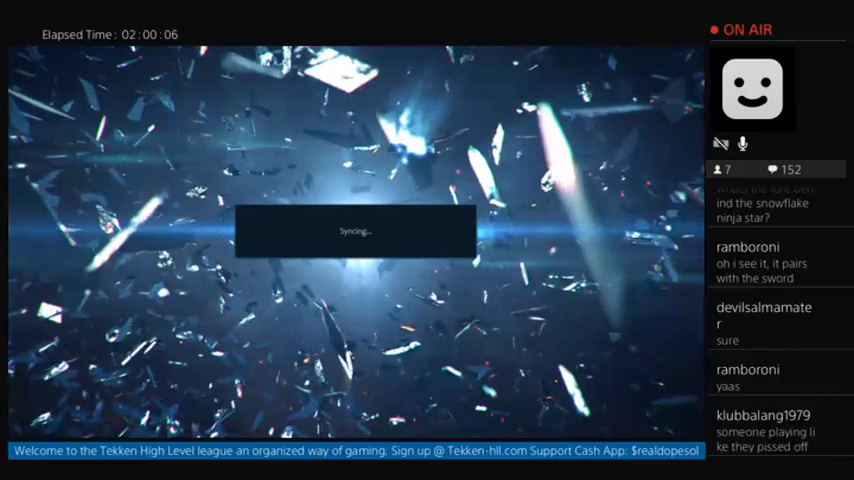 Elapsed Time: 02:00:06
ON AIR
7 152
whats the lore beh
ind the snowflake
ninja star?
ramboroni
oh i see it, it pairs
with the sword
devilsalmamate
r
sure
ramboroni
yaas
klubbalang1979
someone playing li
ke they pissed off
Syncing...
Welcome to the Tekken High Level league an organized way of gaming. Sign up @ Tekken-hll.com Support Cash App: $realdopesol